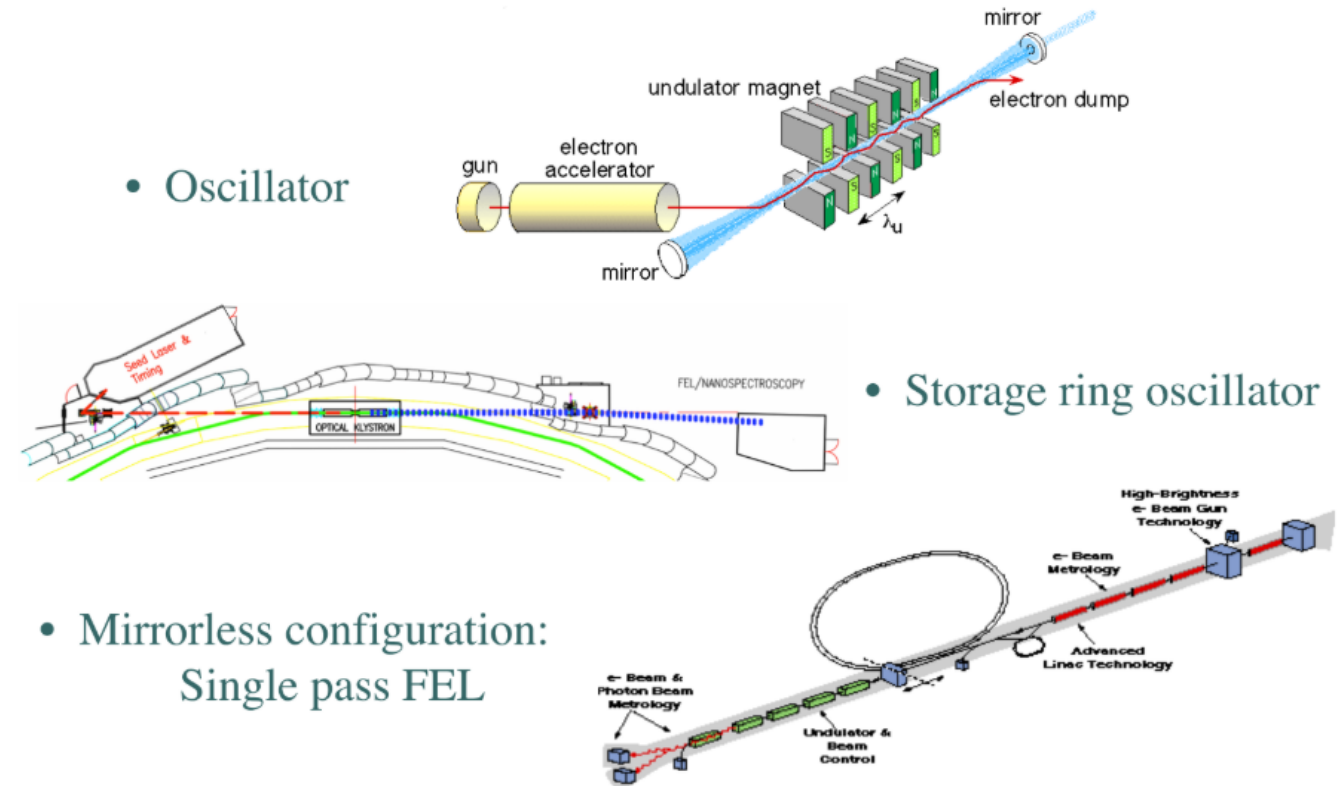 mirror
undulator magnet
electron dump
electron
accelerator
gun
• Oscillator
N
S
N
S
N
S
N
S
N
S
N
S
λu
mirror
Seed Laser &
Timing
FEL/NANOSPECTROSCOPY
OPTICAL KLYSTRON
• Storage ring oscillator
High-Brightness
e- Beam Gun
Technology
e- Beam
Metrology
• Mirrorless configuration:
Single pass FEL
Advanced
Linac Technology
e- Beam &
Photon Beam
Metrology
Undulator &
Beam
Control